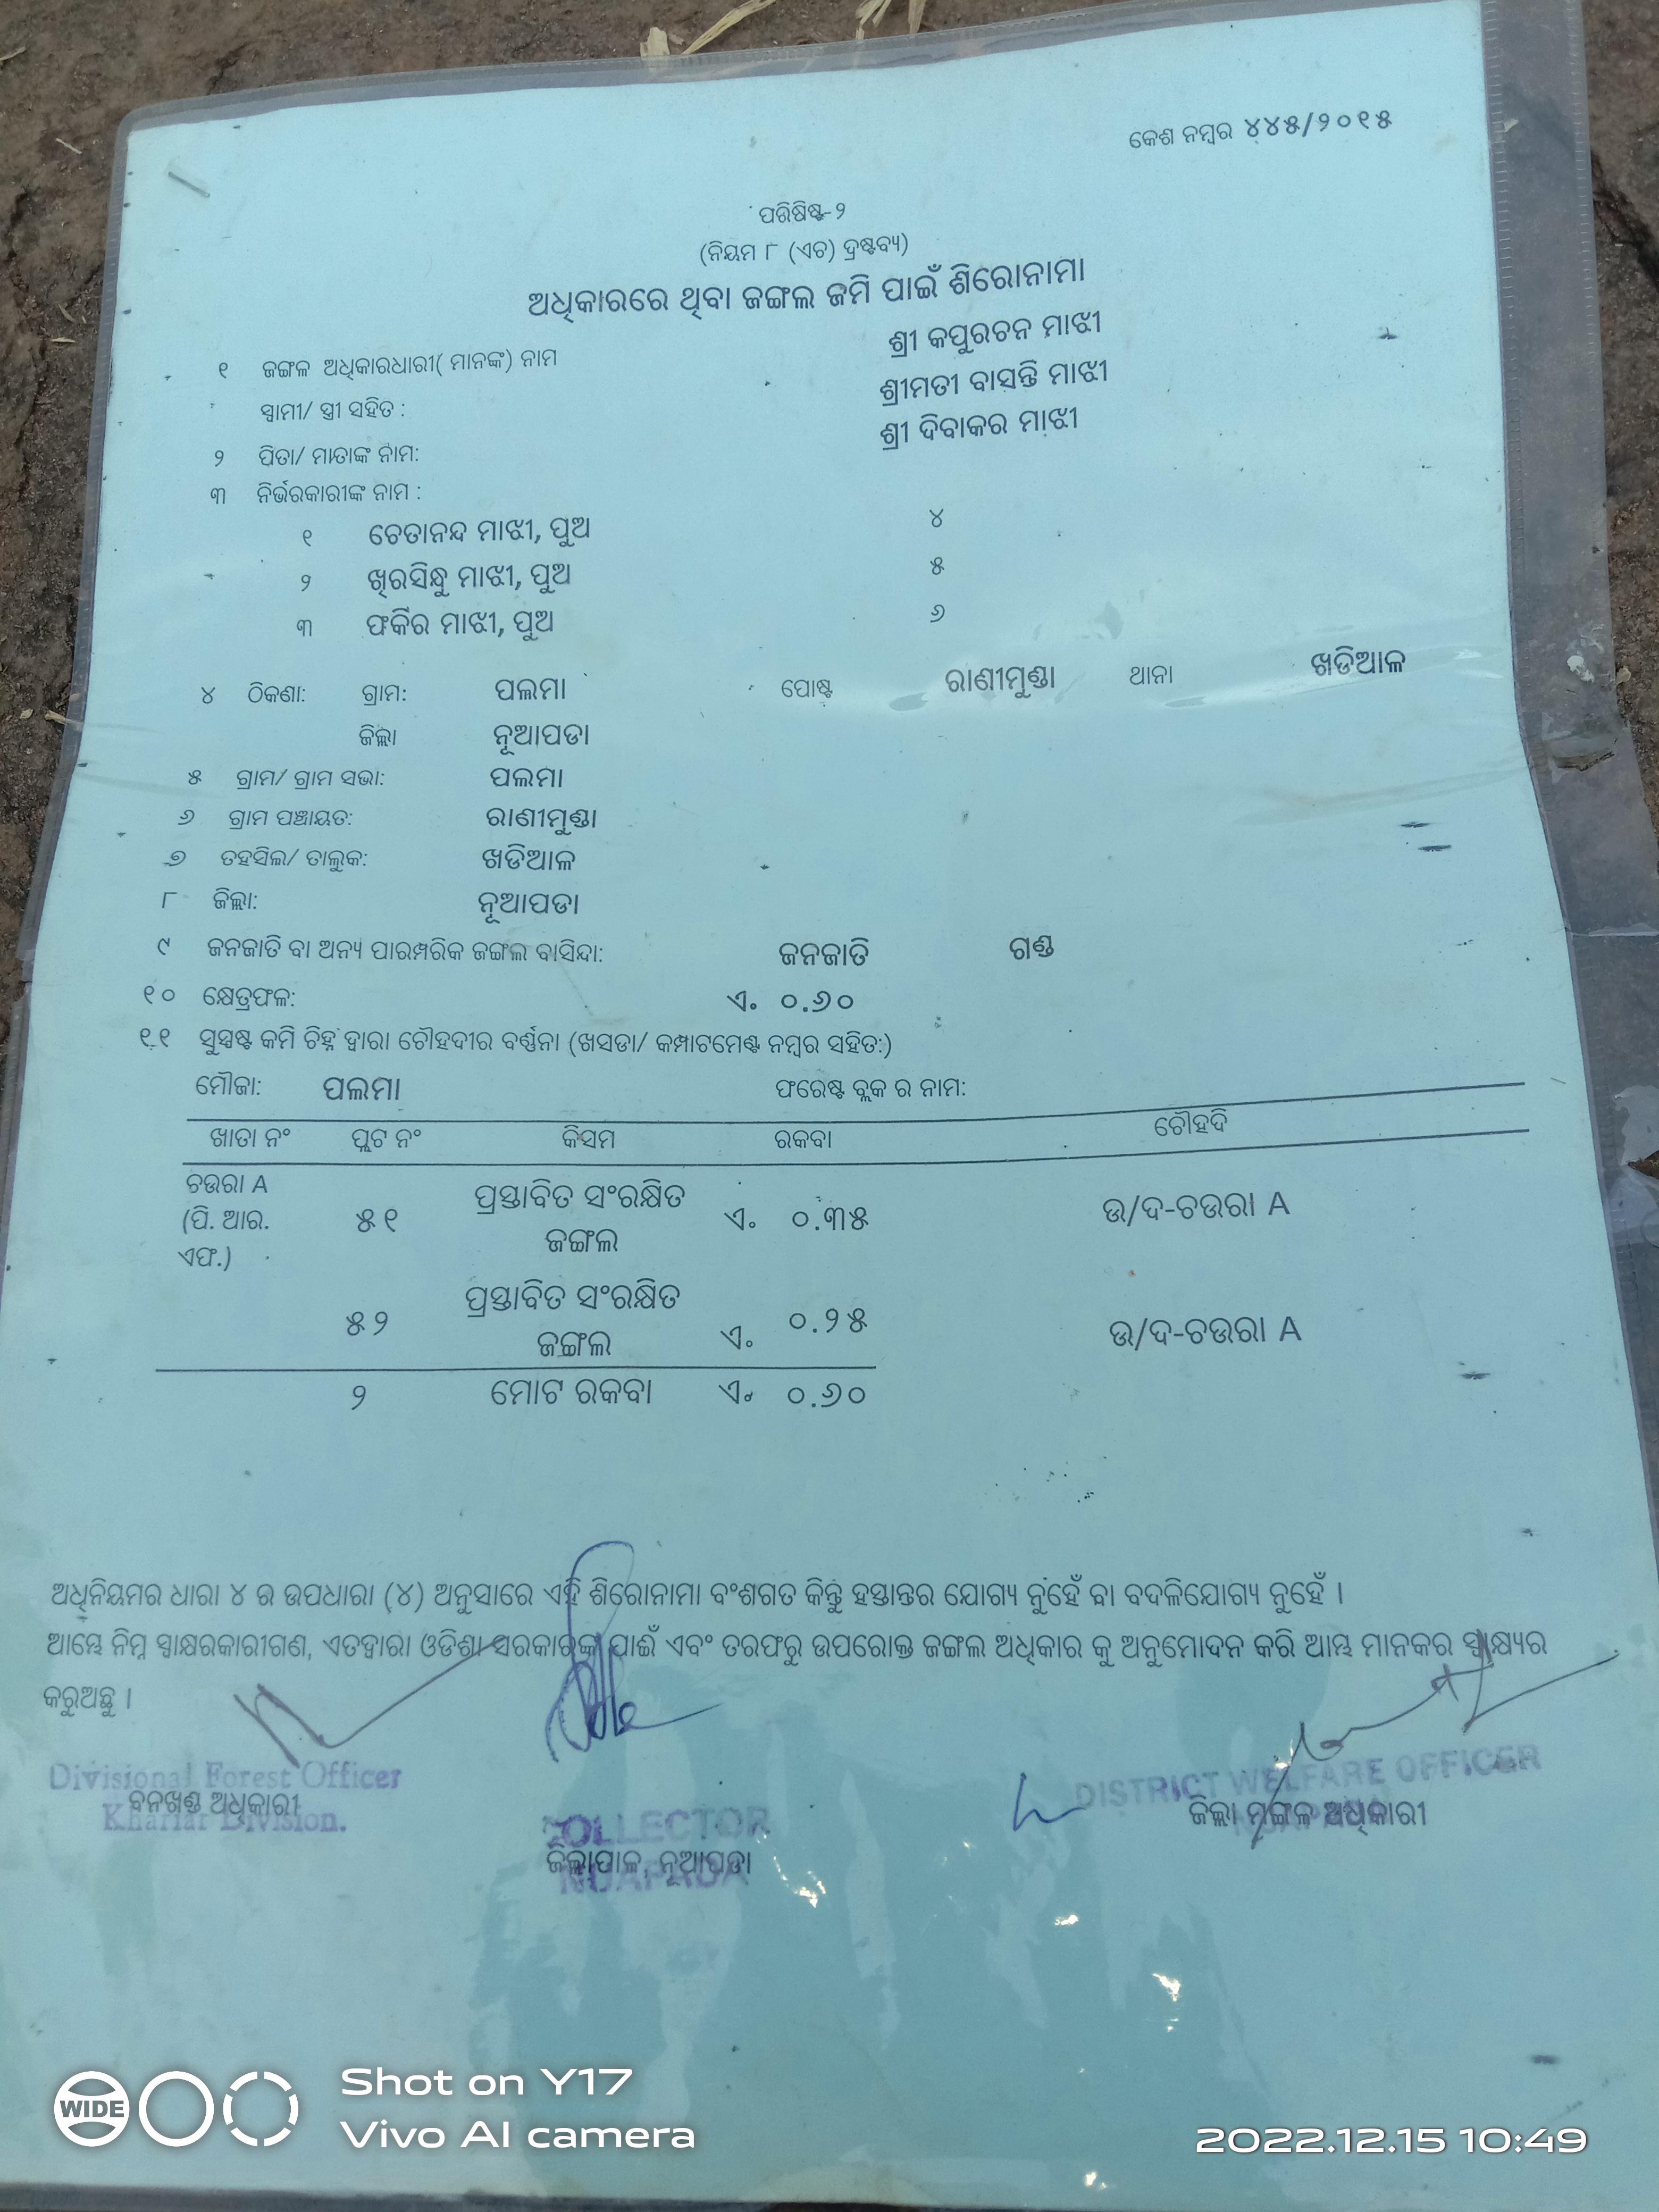 କେଶ ନମ୍ବର ୪୪୫/୨୦୧୫
ପରିଷିଷ୍ଟ-୨
(ନିୟମ ୮ (ଏଚ) ଦ୍ରଷ୍ଟବ୍ୟ)
ଅଧିକାରରେ ଥିବା ଜଙ୍ଗଲ ଜମି ପାଇଁ ଶିରୋନାମା
୧ ଜଙ୍ଗଳ ଅଧିକାରଧାରୀ( ମାନଙ୍କ) ନାମ ଶ୍ରୀ କପୁରଚନ ମାଝୀ
ସ୍ୱାମୀ/ ସ୍ତ୍ରୀ ସହିତ : ଶ୍ରୀମତୀ ବାସନ୍ତି ମାଝୀ
୨ ପିତା/ ମାତାଙ୍କ ନାମ: ଶ୍ରୀ ଦିବାକର ମାଝୀ
୩ ନିର୍ଭରକାରୀଙ୍କ ନାମ :
୧ ଚେତାନନ୍ଦ ମାଝୀ, ପୁଅ ୪
୨ ଖିରସିନ୍ଧୁ ମାଝୀ, ପୁଅ ୫
୩ ଫର୍କିର ମାଝୀ, ପୁଅ ୬
୪ ଠିକଣା: ଗ୍ରାମ: ପଲମା ପୋଷ୍ଟ ରାଣୀମୁଣ୍ଡା ଥାନା ଖଡିଆଳ
ଜିଲ୍ଲା ନୂଆପଡା
୫ ଗ୍ରାମ/ ଗ୍ରାମ ସଭା: ପଲମା
୬ ଗ୍ରାମ ପଞ୍ଚାୟତ: ରାଣୀମୁଣ୍ଡା
୭ ତହସିଲ/ ତାଲୁକ: ଖଡିଆଳ
୮ ଜିଲ୍ଲା: ନୂଆପଡା
୯ ଜନଜାତି ବା ଅନ୍ୟ ପାରମ୍ପରିକ ଜଙ୍ଗଲ ବାସିନ୍ଦା: ଜନଜାତି ଗଣ୍ଡ
୧୦ କ୍ଷେତ୍ରଫଳ: ଏ. ୦.୬୦
୧୧ ସୁସ୍ପଷ୍ଟ ଜମି ଚିହ୍ନ ଦ୍ୱାରା ଚୌହଦୀର ବର୍ଣ୍ଣନା (ଖସଡା/ କମ୍ପାଟମେଣ୍ଟ ନମ୍ବର ସହିତ:)
ମୌଜା: ପଲମା ଫରେଷ୍ଟ ବ୍ଲକ ର ନାମ:
ଖାତା ନଂ ପ୍ଲଟ ନଂ କିସମ ରକବା ଚୌହଦି
ଚଉରା A
(ପି. ଆର.
ଏଫ.) ୫୧ ପ୍ରସ୍ତାବିତ ସଂରକ୍ଷିତ
ଜଙ୍ଗଲ ଏ. ୦.୩୫ ଉ/ଦ-ଚଉରା A
୫୨ ପ୍ରସ୍ତାବିତ ସଂରକ୍ଷିତ
ଜଙ୍ଗଲ ଏ. ୦.୨୫ ଉ/ଦ-ଚଉରା A
୨ ମୋଟ ରକବା ଏ. ୦.୬୦
ଅଧିନିୟମର ଧାରା ୪ ର ଉପଧାରା (୪) ଅନୁସାରେ ଏହି ଶିରୋନାମା ବଂଶଗତ କିନ୍ତୁ ହସ୍ତାନ୍ତର ଯୋଗ୍ୟ ନୁହେଁ ବା ବଦଳିଯୋଗ୍ୟ ନୁହେଁ ।
ଆମ୍ଭେ ନିମ୍ନ ସ୍ୱାକ୍ଷରକାରୀଗଣ, ଏତଦ୍ୱାରା ଓଡିଶା ସରକାରଙ୍କ ପାଇଁ ଏବଂ ତରଫରୁ ଉପରୋକ୍ତ ଜଙ୍ଗଲ ଅଧିକାର କୁ ଅନୁମୋଦନ କରି ଆମ୍ଭ ମାନକର ସ୍ୱାକ୍ଷ୍ୟର
କରୁଅଛୁ ।
Divisional Forest Officer
ବନଖଣ୍ଡ ଅଧିକାରୀ
Khariar Division.
COLLECTOR
ଜିଲ୍ଲାପାଳ, ନୂଆପଡା
NUAPADA
DISTRICT WELFARE OFFICER
ଜିଲ୍ଲା ମଙ୍ଗଳ ଅଧିକାରୀ
WIDE
Shot on Y17
Vivo AI camera
2022.12.15 10:49